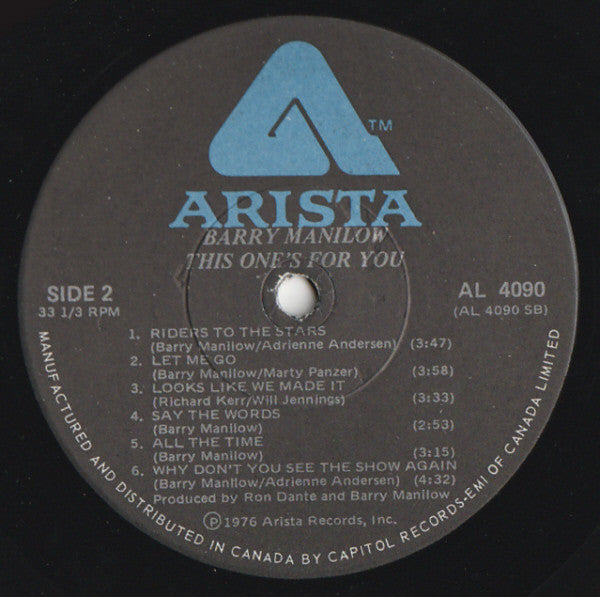 TM
ARISTA
BARRY MANILOW
THIS ONE'S FOR YOU
SIDE 2
33 1/3 RPM
AL 4090
(AL 4090 SB)
1. RIDERS TO THE STARS
(Barry Manilow/Adrienne Andersen) (3:47)
2. LET ME GO
(Barry Manilow/Marty Panzer) (3:58)
3. LOOKS LIKE WE MADE IT
(Richard Kerr/Will Jennings) (3:33)
4. SAY THE WORDS
(Barry Manilow) (2:53)
5. ALL THE TIME
(Barry Manilow) (3:15)
6. WHY DON'T YOU SEE THE SHOW AGAIN
(Barry Manilow/Adrienne Andersen) (4:32)
Produced by Ron Dante and Barry Manilow
Ⓟ1976 Arista Records, Inc.
MANUFACTURED AND DISTRIBUTED IN CANADA BY CAPITOL RECORDS-EMI OF CANADA LIMITED